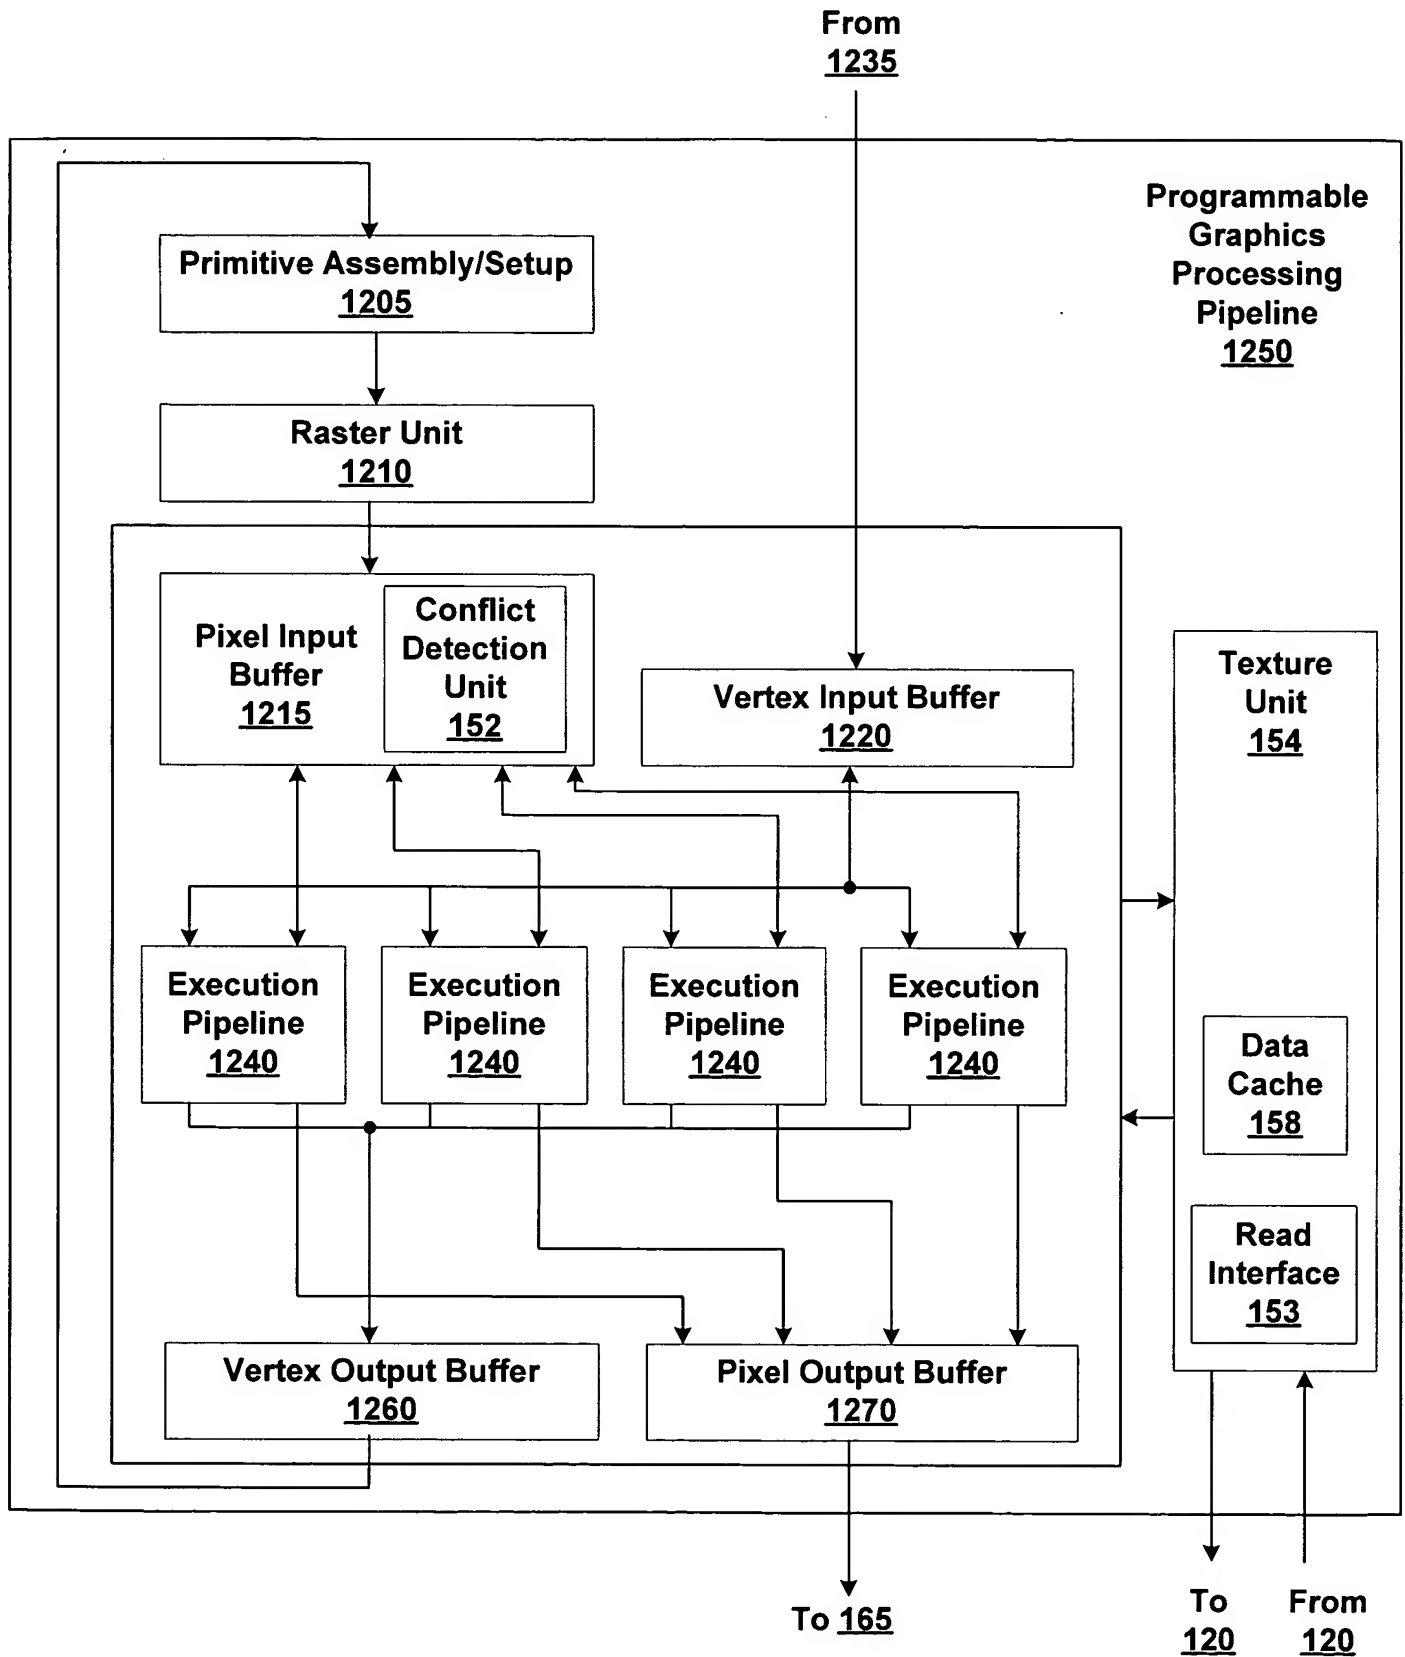 From
1235
Programmable
Graphics
Processing
Pipeline
1250
Primitive Assembly/Setup
1205
Raster Unit
1210
Pixel Input
Buffer
1215
Conflict
Detection
Unit
152
Vertex Input Buffer
1220
Texture
Unit
154
Execution
Pipeline
1240
Execution
Pipeline
1240
Execution
Pipeline
1240
Execution
Pipeline
1240
Data
Cache
158
Read
Interface
153
Vertex Output Buffer
1260
Pixel Output Buffer
1270
To 165
To
120
From
120